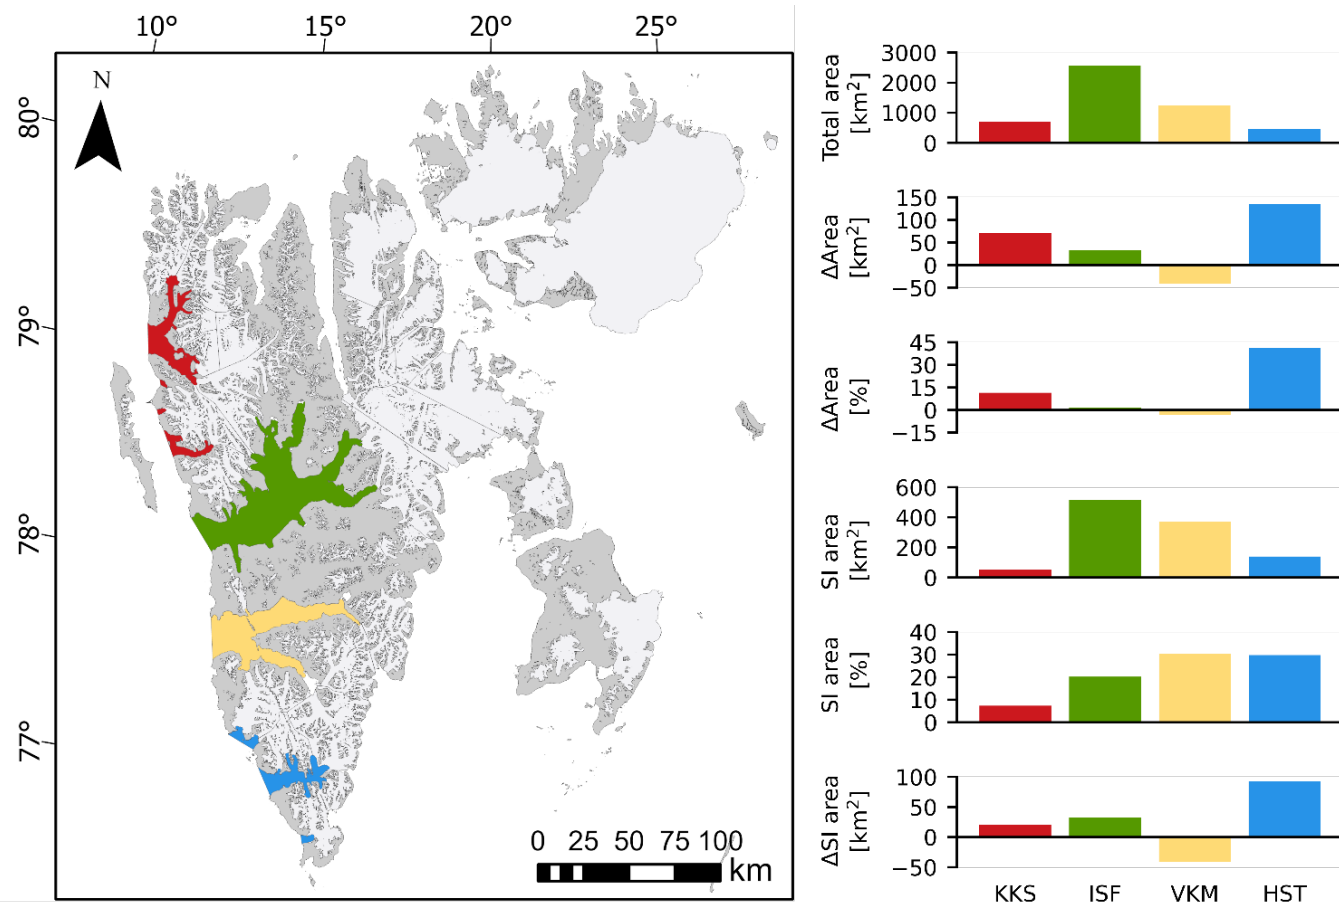 10° 15° 20° 25°
N
80°
79°
78°
77°
0 25 50 75 100
km
Total area
[km²]
3000
2000
1000
0
ΔArea
[km²]
150
100
50
0
−50
ΔArea
[%]
45
30
15
0
−15
SI area
[km²]
600
400
200
0
SI area
[%]
40
30
20
10
0
ΔSI area
[km²]
100
50
0
−50
KKS ISF VKM HST